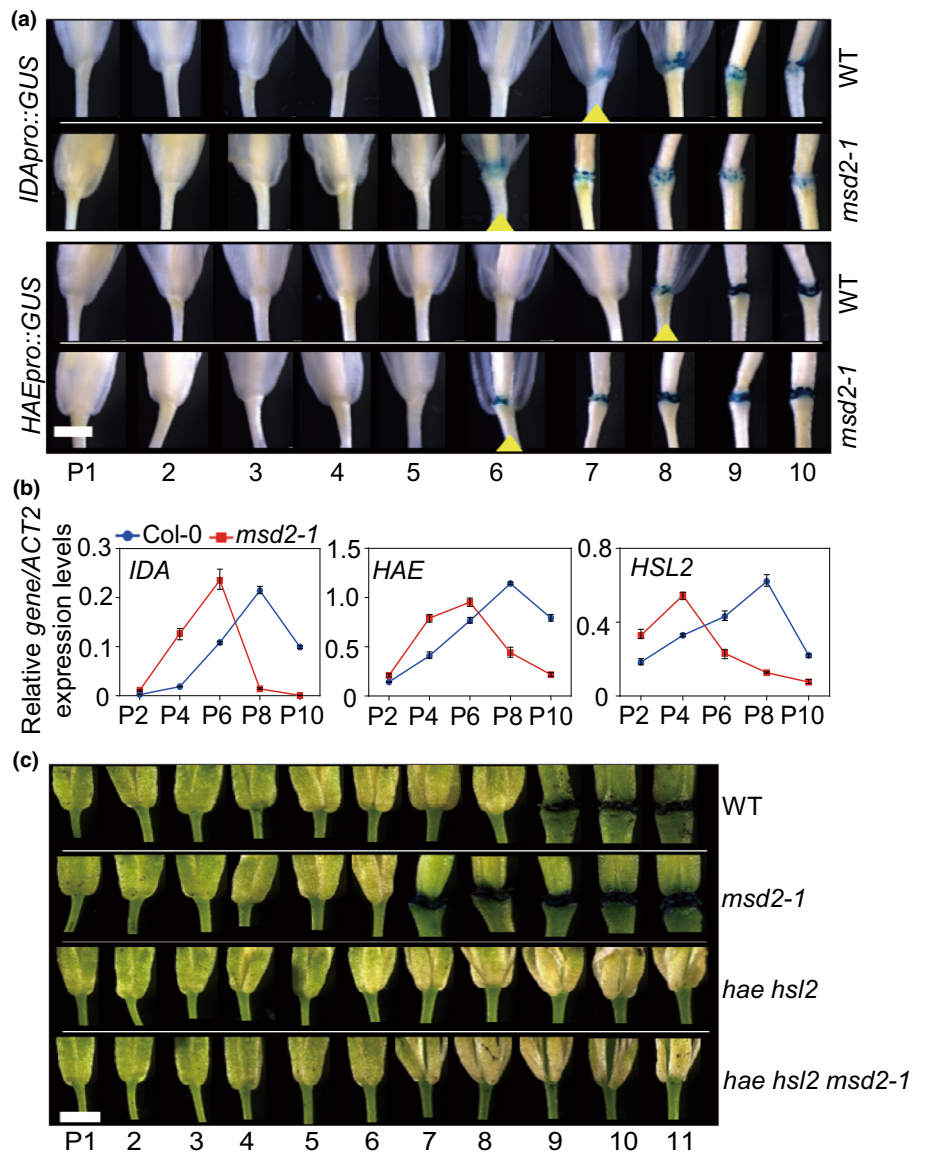 (a)
IDApro::GUS
WT
msd2-1
HAEpro::GUS
WT
msd2-1
P1 2 3 4 5 6 7 8 9 10
(b)
Relative gene/ACT2
expression levels
Col-0 msd2-1
IDA
0.3
0.2
0.1
0
P2 P4 P6 P8 P10
HAE
1.5
1.0
0.5
0
P2 P4 P6 P8 P10
HSL2
0.8
0.4
0
P2 P4 P6 P8 P10
(c)
WT
msd2-1
hae hsl2
hae hsl2 msd2-1
P1 2 3 4 5 6 7 8 9 10 11